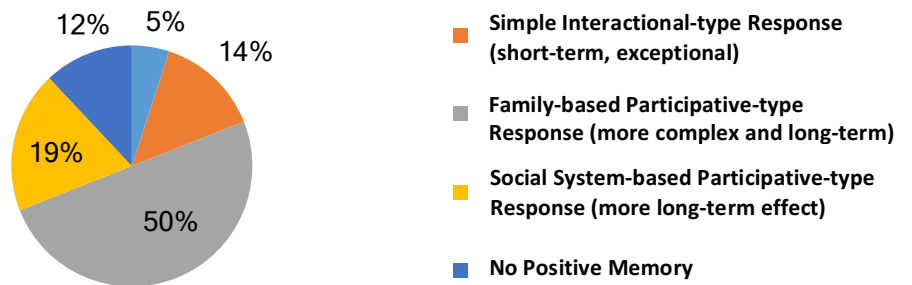 12%
5%
14%
19%
50%
Simple Interactional-type Response
(short-term, exceptional)
Family-based Participative-type
Response (more complex and long-term)
Social System-based Participative-type
Response (more long-term effect)
No Positive Memory